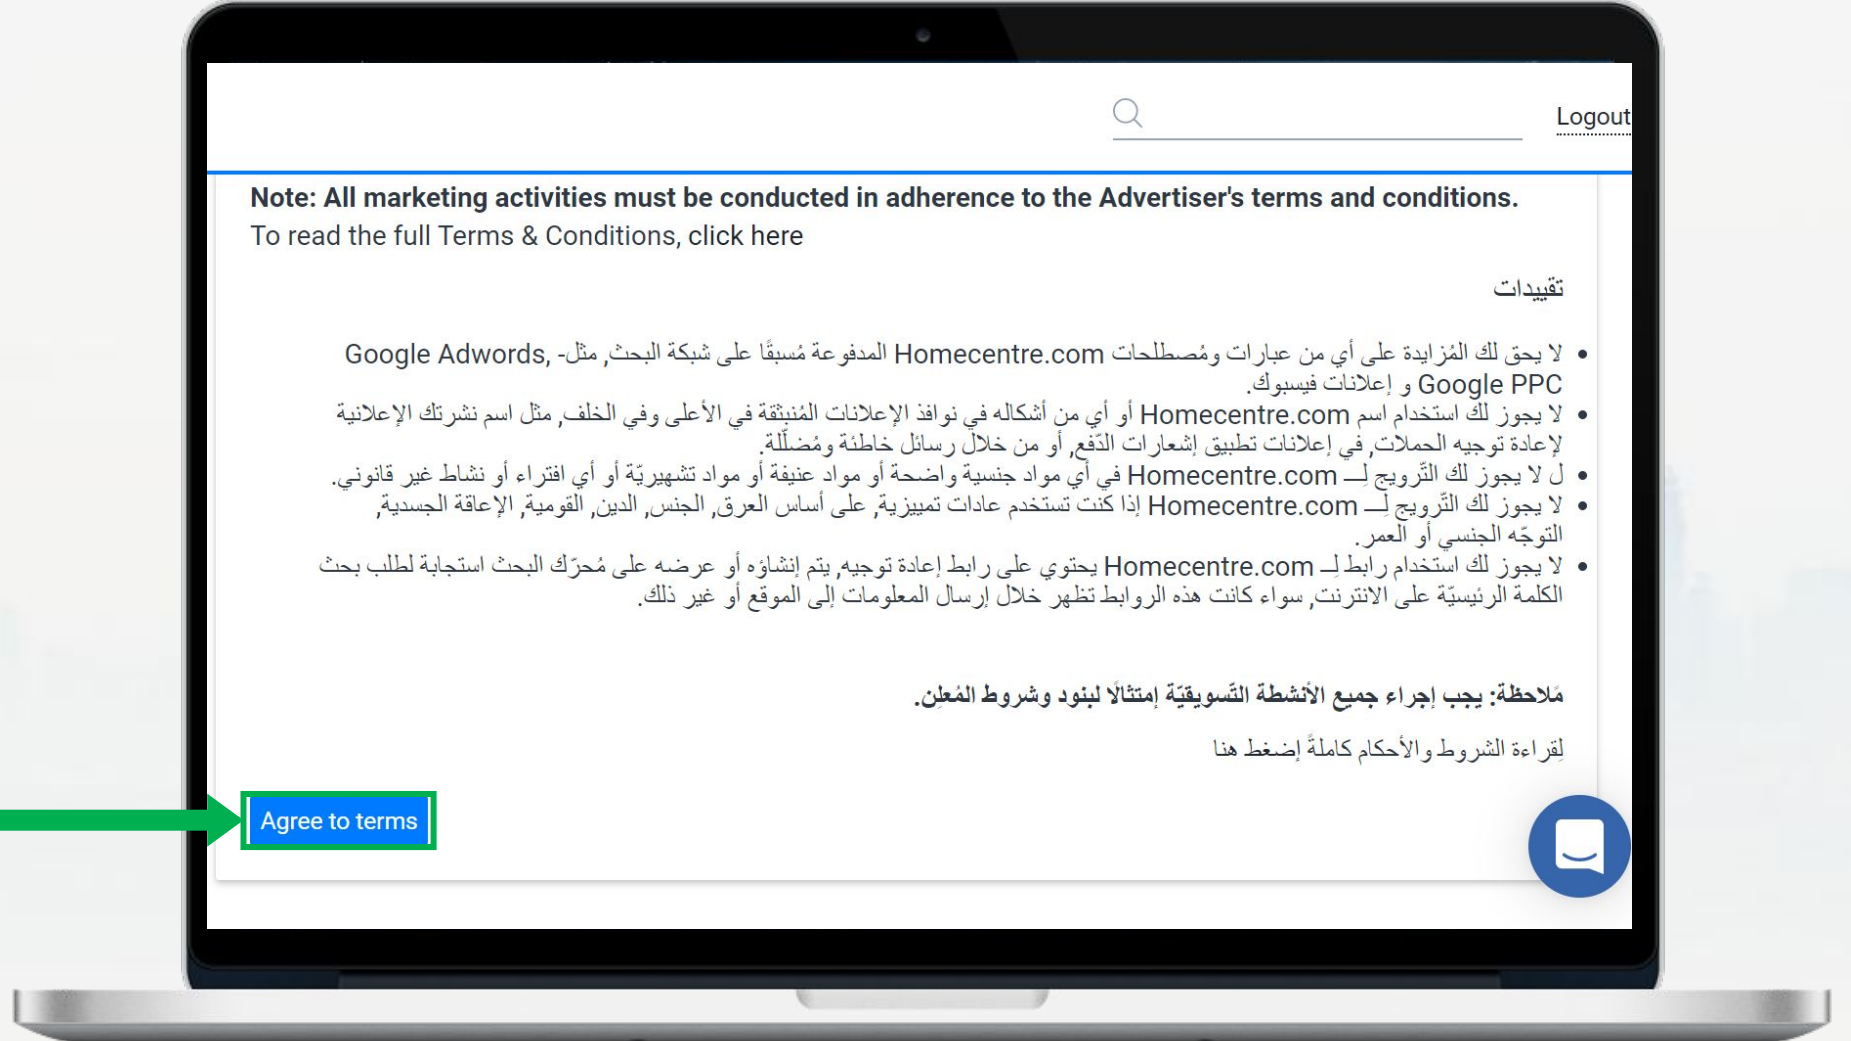 Logout
Note: All marketing activities must be conducted in adherence to the Advertiser's terms and conditions.
To read the full Terms & Conditions, click here
تقييدات
لا يحق لك المُزايدة على أي من عبارات ومُصطلحات Homecentre.com المدفوعة مُسبقًا على شبكة البحث, مثل- Google Adwords,
Google PPC و إعلانات فيسبوك.
لا يجوز لك استخدام اسم Homecentre.com أو أي من أشكاله في نوافذ الإعلانات المُنبثقة في الأعلى وفي الخلف, مثل اسم نشرتك الإعلانية
لإعادة توجيه الحملات, في إعلانات تطبيق إشعارات الدّفع, أو من خلال رسائل خاطئة ومُضلّلة.
ل لا يجوز لك التّرويج لِــ Homecentre.com في أي مواد جنسية واضحة أو مواد عنيفة أو مواد تشهيريّة أو أي افتراء أو نشاط غير قانوني.
لا يجوز لك التّرويج لِــ Homecentre.com إذا كنت تستخدم عادات تمييزية, على أساس العرق, الجنس, الدين, القومية, الإعاقة الجسدية,
التوجّه الجنسي أو العمر.
لا يجوز لك استخدام رابط لِــ Homecentre.com يحتوي على رابط إعادة توجيه, يتم إنشاؤه أو عرضه على مُحرّك البحث استجابة لطلب بحث
الكلمة الرئيسيّة على الانترنت, سواء كانت هذه الروابط تظهر خلال إرسال المعلومات إلى الموقع أو غير ذلك.
مًلاحظة: يجب إجراء جميع الأنشطة التّسويقيّة إمتثالًا لبنود وشروط المُعلِن.
لِقراءة الشروط والأحكام كاملةً إضغط هنا
Agree to terms